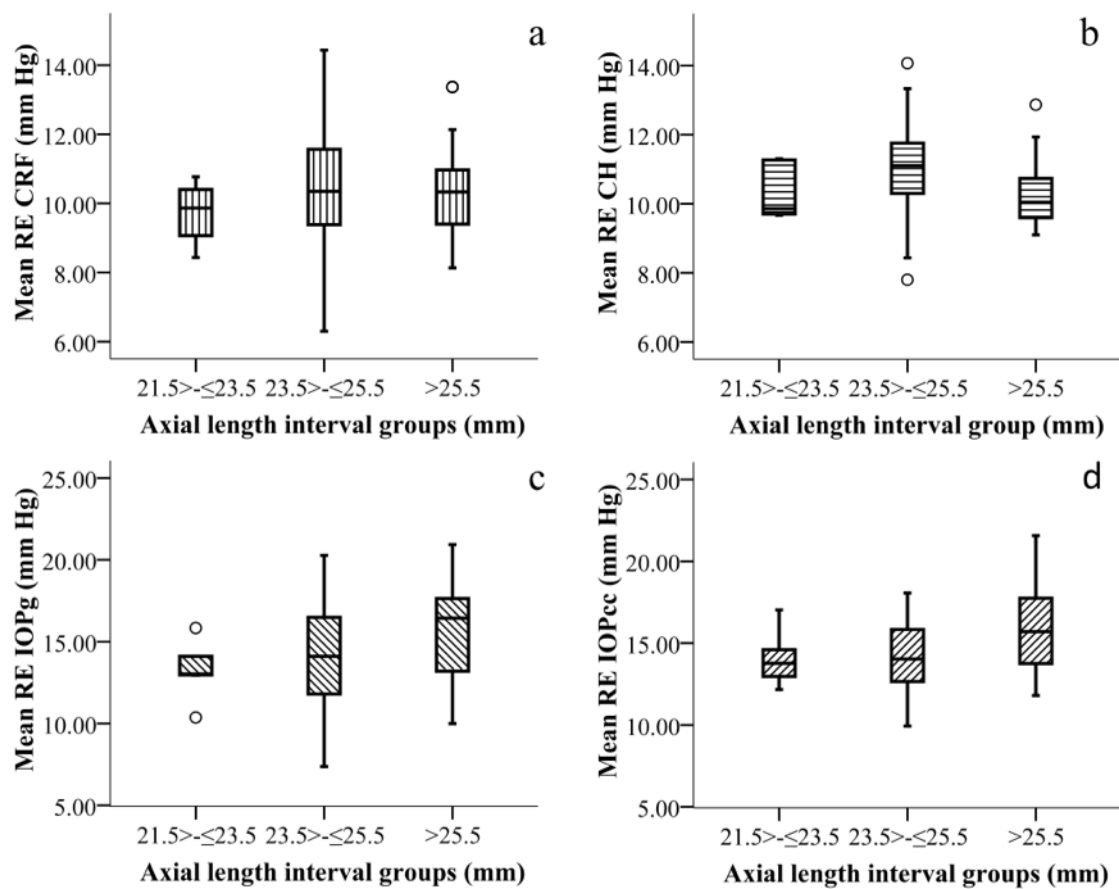 a
Mean RE CRF (mm Hg)
14.00
12.00
10.00
8.00
6.00
21.5>-≤23.5 23.5>-≤25.5 >25.5
Axial length interval groups (mm)
b
Mean RE CH (mm Hg)
14.00
12.00
10.00
8.00
6.00
21.5>-≤23.5 23.5>-≤25.5 >25.5
Axial length interval group (mm)
c
Mean RE IOPg (mm Hg)
25.00
20.00
15.00
10.00
5.00
21.5>-≤23.5 23.5>-≤25.5 >25.5
Axial length interval groups (mm)
d
Mean RE IOPcc (mm Hg)
25.00
20.00
15.00
10.00
5.00
21.5>-≤23.5 23.5>-≤25.5 >25.5
Axial length interval groups (mm)